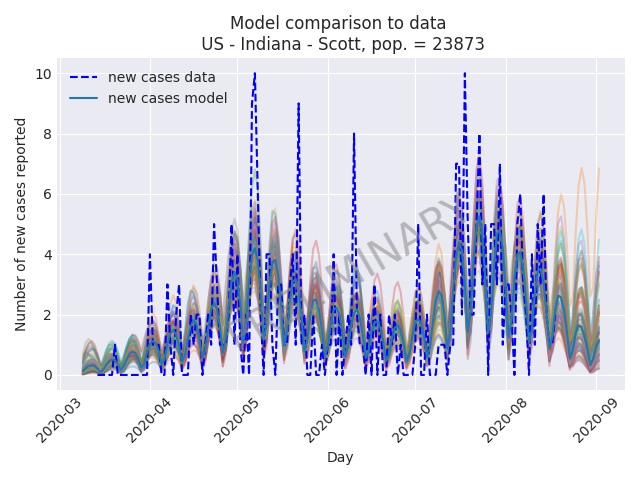 Model comparison to data
US - Indiana - Scott, pop. = 23873
new cases data
new cases model
PRELIMINARY
Number of new cases reported
10
8
6
4
2
0
2020-03
2020-04
2020-05
2020-06
2020-07
2020-08
2020-09
Day